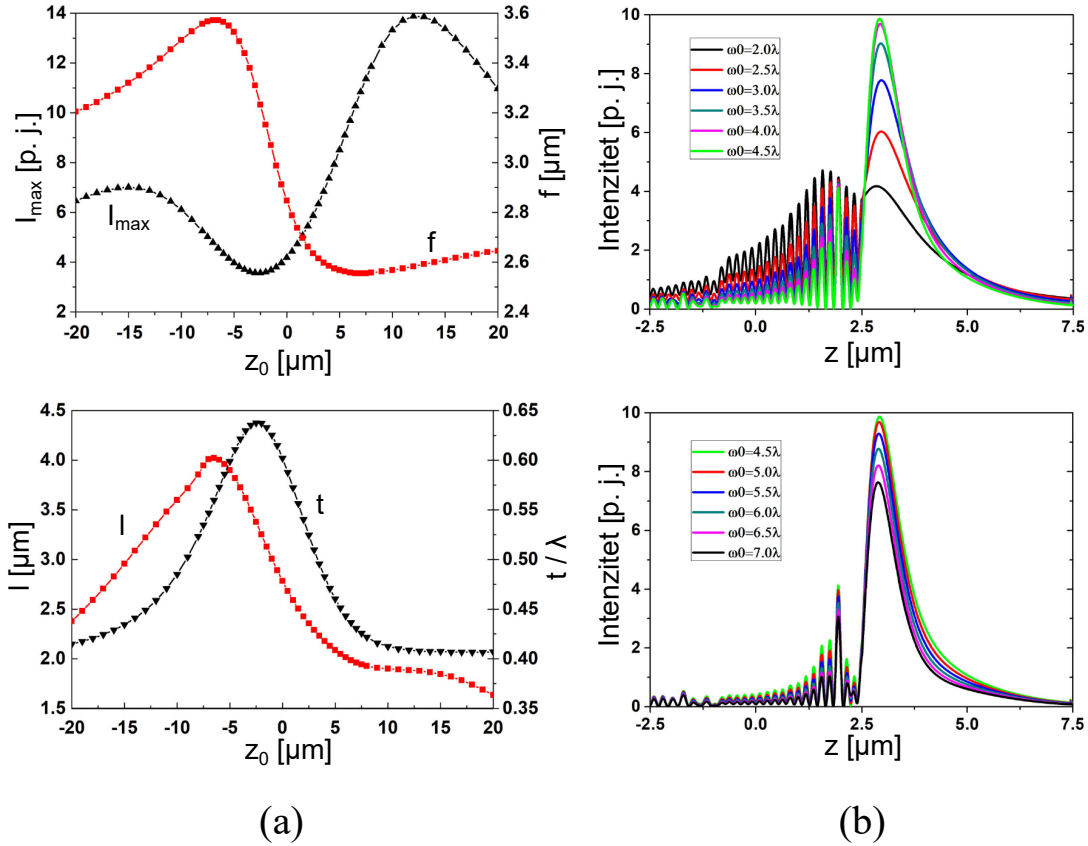 14
12
10
8
6
4
2
I_max [p. j.]
3.6
3.4
3.2
3.0
2.8
2.6
2.4
f [µm]
I_max
f
-20 -15 -10 -5 0 5 10 15 20
z₀ [µm]
10
8
6
4
2
0
Intenzitet [p. j.]
ω0=2.0λ
ω0=2.5λ
ω0=3.0λ
ω0=3.5λ
ω0=4.0λ
ω0=4.5λ
-2.5 0.0 2.5 5.0 7.5
z [µm]
4.5
4.0
3.5
3.0
2.5
2.0
1.5
l [µm]
0.65
0.60
0.55
0.50
0.45
0.40
0.35
t / λ
l
t
-20 -15 -10 -5 0 5 10 15 20
z₀ [µm]
10
8
6
4
2
0
Intenzitet [p. j.]
ω0=4.5λ
ω0=5.0λ
ω0=5.5λ
ω0=6.0λ
ω0=6.5λ
ω0=7.0λ
-2.5 0.0 2.5 5.0 7.5
z [µm]
(a) (b)